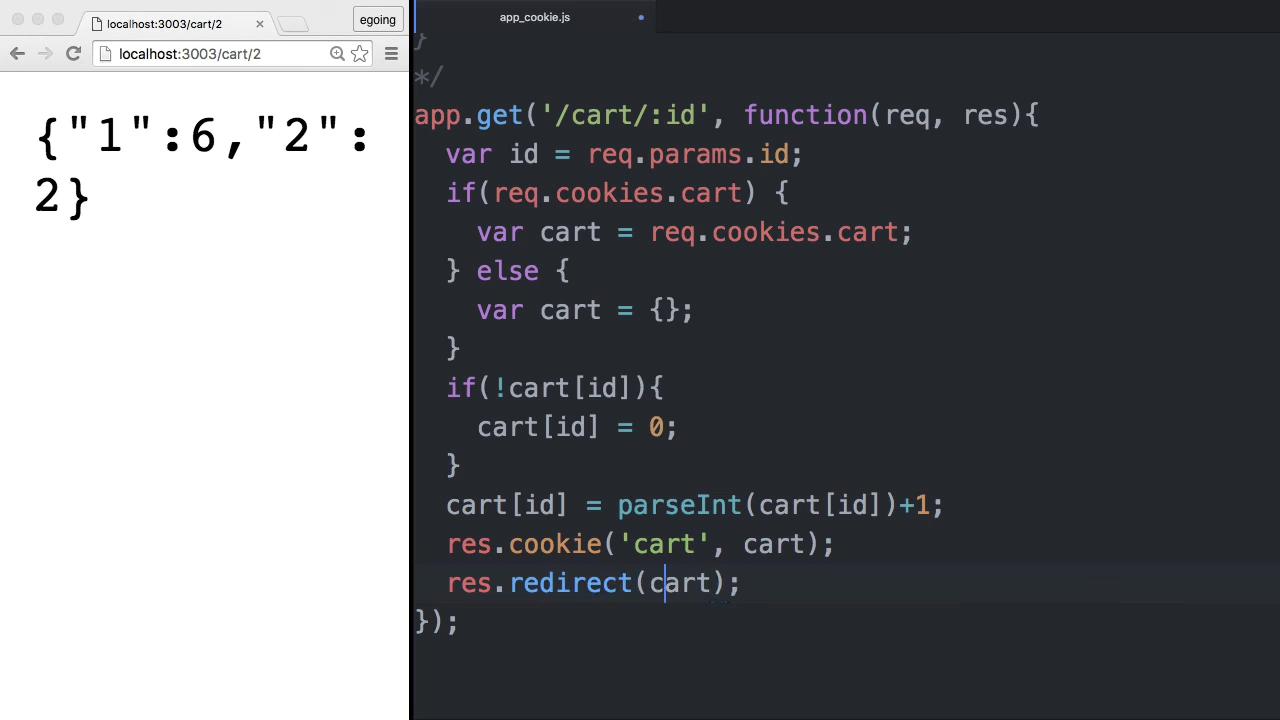 localhost:3003/cart/2
egoing
localhost:3003/cart/2
{"1":6,"2":
2}
app_cookie.js
}
*/
app.get('/cart/:id', function(req, res){
var id = req.params.id;
if(req.cookies.cart) {
var cart = req.cookies.cart;
} else {
var cart = {};
}
if(!cart[id]){
cart[id] = 0;
}
cart[id] = parseInt(cart[id])+1;
res.cookie('cart', cart);
res.redirect(cart);
});